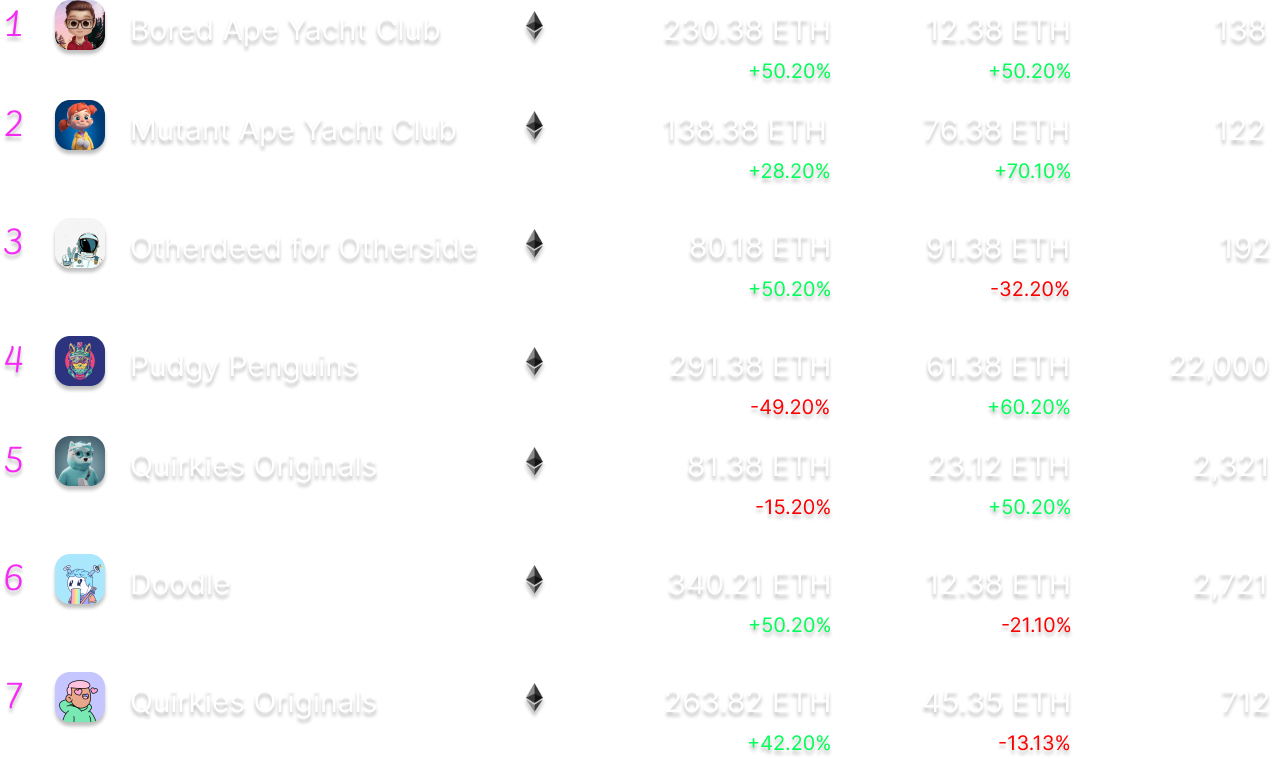 1 Bored Ape Yacht Club 230.38 ETH 12.38 ETH 138
+50.20% +50.20%
2 Mutant Ape Yacht Club 138.38 ETH 76.38 ETH 122
+28.20% +70.10%
3 Otherdeed for Otherside 80.18 ETH 91.38 ETH 192
+50.20% -32.20%
4 Pudgy Penguins 291.38 ETH 61.38 ETH 22,000
-49.20% +60.20%
5 Quirkies Originals 81.38 ETH 23.12 ETH 2,321
-15.20% +50.20%
6 Doodle 340.21 ETH 12.38 ETH 2,721
+50.20% -21.10%
7 Quirkies Originals 263.82 ETH 45.35 ETH 712
+42.20% -13.13%